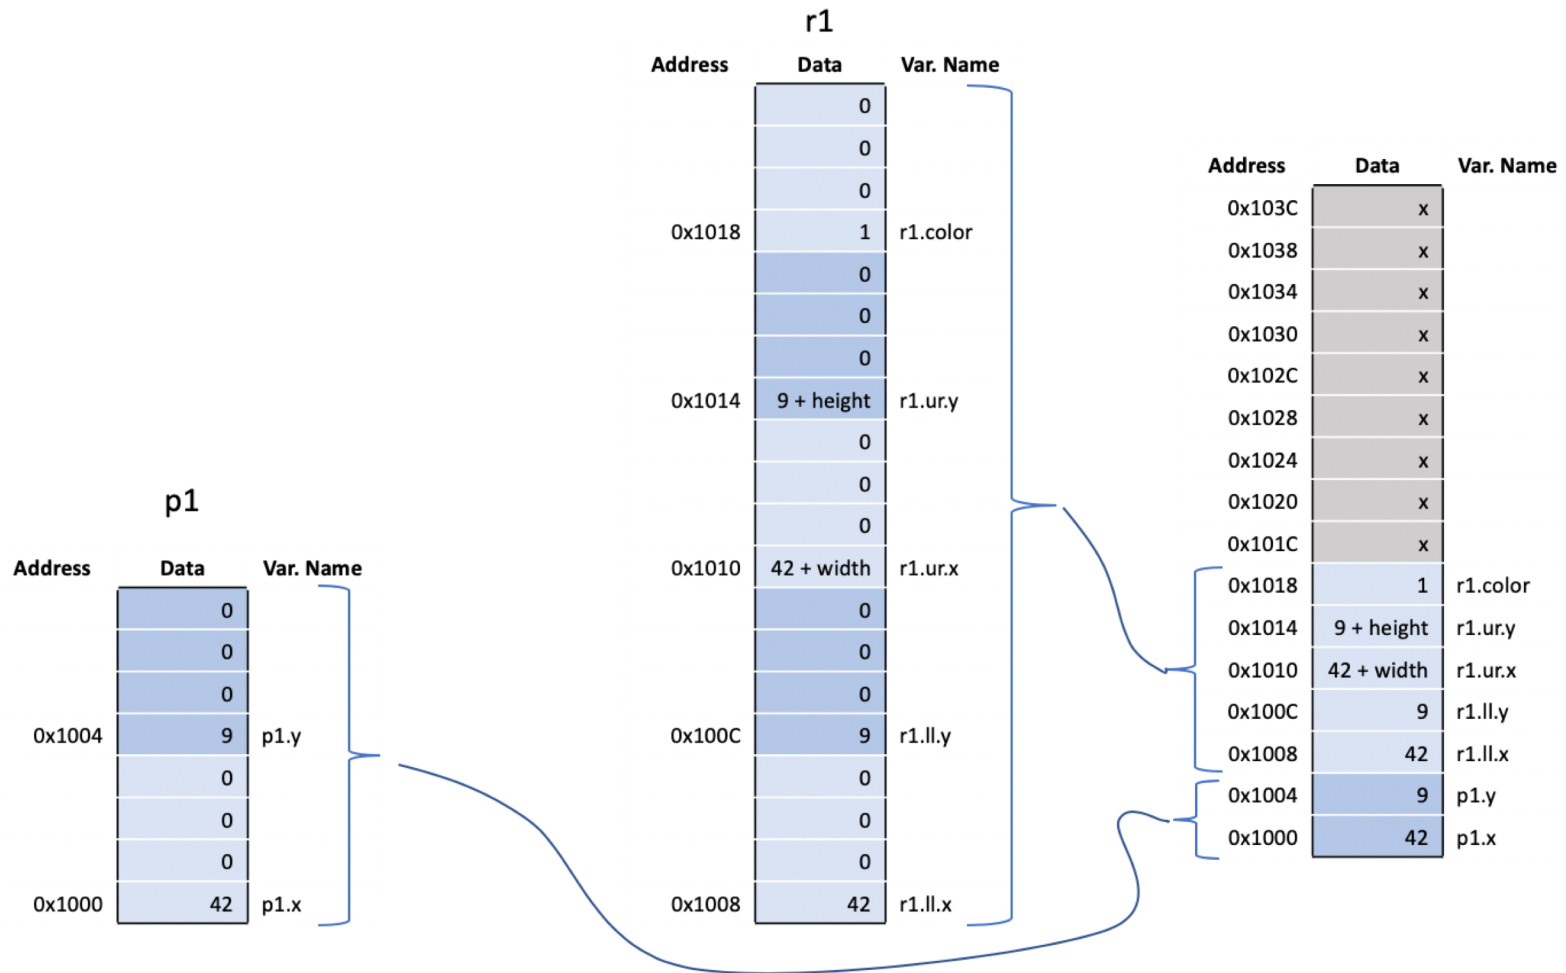 r1
Address Data Var. Name
0
0
0
0x1018 1 r1.color
0
0
0
0x1014 9 + height r1.ur.y
0
0
0
0x1010 42 + width r1.ur.x
0
0
0
0x100C 9 r1.ll.y
0
0
0
0x1008 42 r1.ll.x
p1
Address Data Var. Name
0
0
0
0x1004 9 p1.y
0
0
0
0x1000 42 p1.x
Address Data Var. Name
0x103C x
0x1038 x
0x1034 x
0x1030 x
0x102C x
0x1028 x
0x1024 x
0x1020 x
0x101C x
0x1018 1 r1.color
0x1014 9 + height r1.ur.y
0x1010 42 + width r1.ur.x
0x100C 9 r1.ll.y
0x1008 42 r1.ll.x
0x1004 9 p1.y
0x1000 42 p1.x